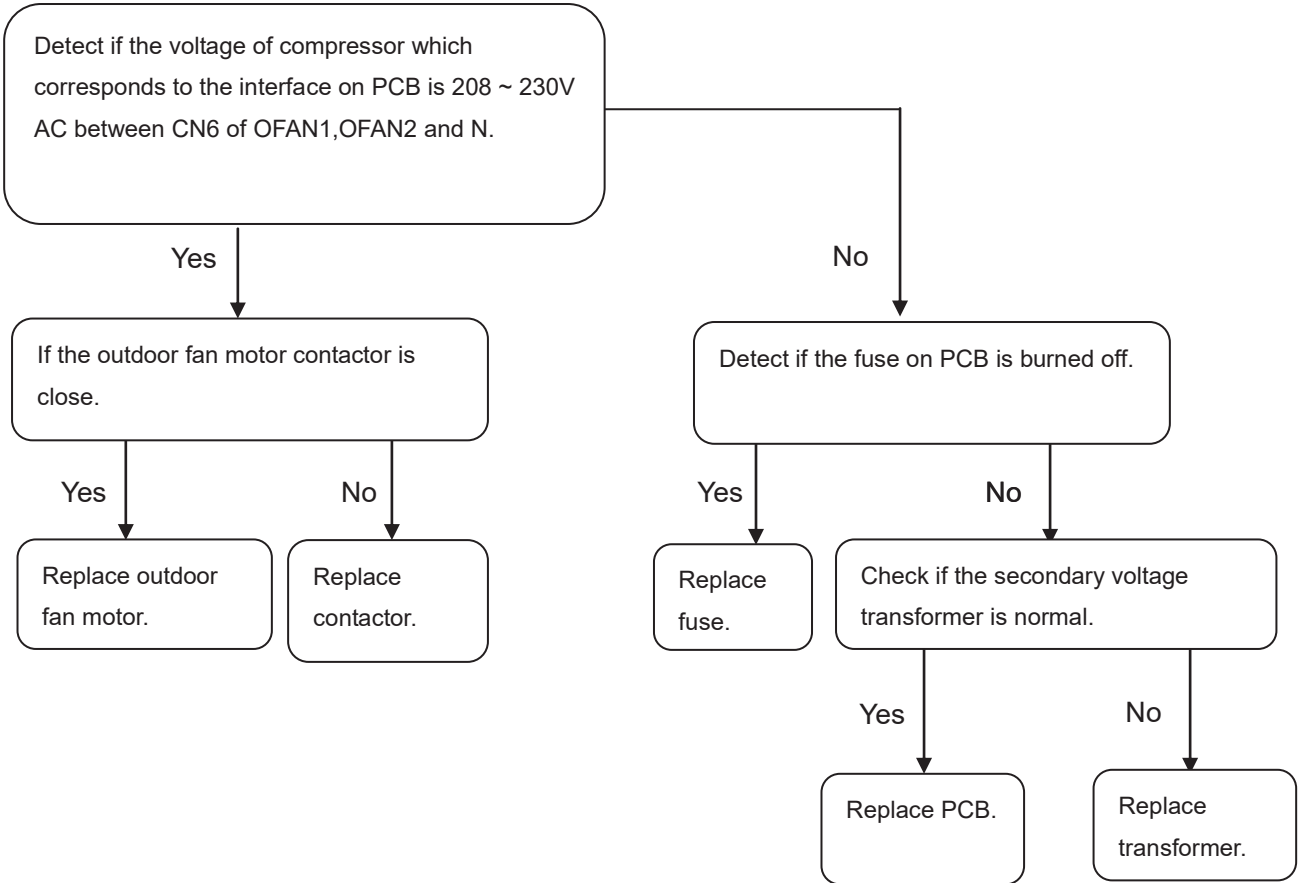 Detect if the voltage of compressor which
corresponds to the interface on PCB is 208 ~ 230V
AC between CN6 of OFAN1,OFAN2 and N.
Yes
No
If the outdoor fan motor contactor is
close.
Detect if the fuse on PCB is burned off.
Yes
No
Yes
No
Replace outdoor
fan motor.
Replace
contactor.
Replace
fuse.
Check if the secondary voltage
transformer is normal.
Yes
No
Replace PCB.
Replace
transformer.